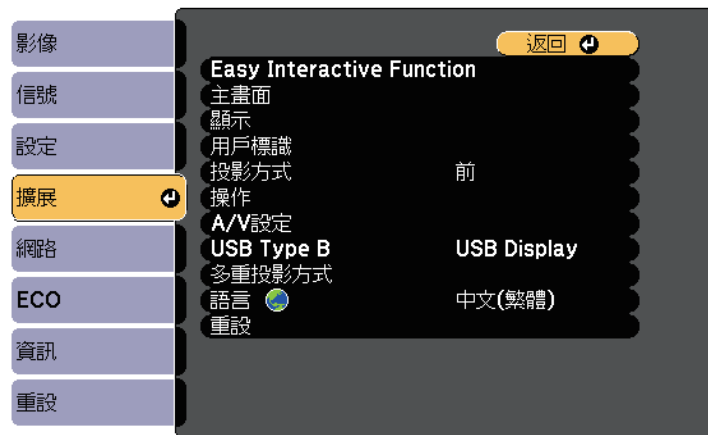 影像
信號
設定
擴展
網路
ECO
資訊
重設
返回
Easy Interactive Function
主畫面
顯示
用戶標識
投影方式 前
操作
A/V設定
USB Type B USB Display
多重投影方式
語言 中文(繁體)
重設